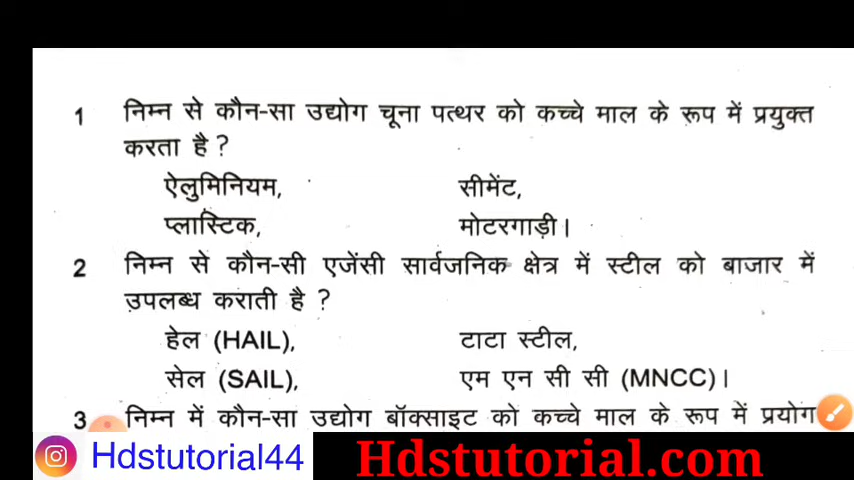 1 निम्न से कौन-सा उद्योग चूना पत्थर को कच्चे माल के रूप में प्रयुक्त
करता है ?
ऐलुमिनियम, सीमेंट,
प्लास्टिक, मोटरगाड़ी।
2 निम्न से कौन-सी एजेंसी सार्वजनिक क्षेत्र में स्टील को बाजार में
उपलब्ध कराती है ?
हेल (HAIL), टाटा स्टील,
सेल (SAIL), एम एन सी सी (MNCC)।
3 निम्न में कौन-सा उद्योग बॉक्साइट को कच्चे माल के रूप में प्रयोग
Hdstutorial44 Hdstutorial.com